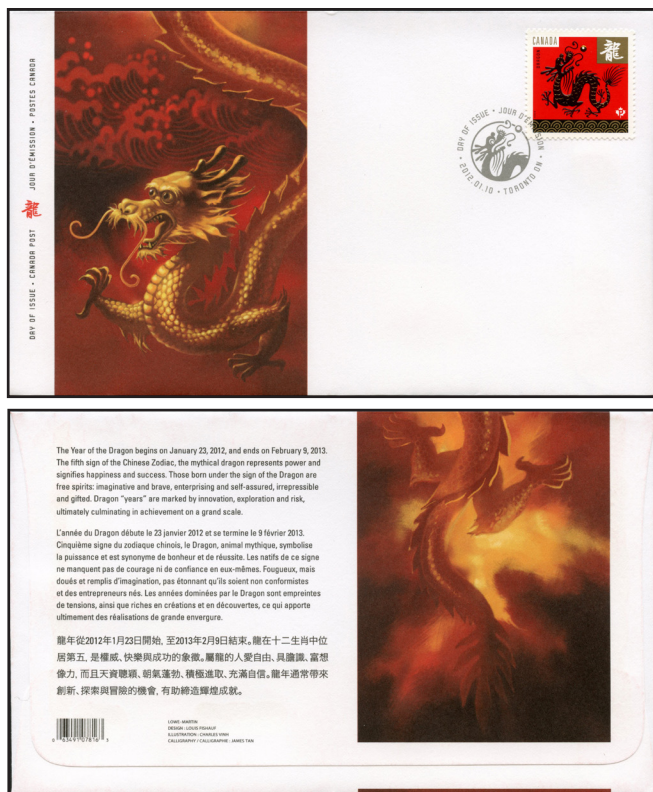 DAY OF ISSUE • CANADA POST 龍 JOUR D'ÉMISSION • POSTES CANADA
CANADA
龍
• DAY OF ISSUE • JOUR D'ÉMISSION •
2012.01.10 • TORONTO ON
The Year of the Dragon begins on January 23, 2012, and ends on February 9, 2013.
The fifth sign of the Chinese Zodiac, the mythical dragon represents power and
signifies happiness and success. Those born under the sign of the Dragon are
free spirits: imaginative and brave, enterprising and self-assured, irrepressible
and gifted. Dragon "years" are marked by innovation, exploration and risk,
ultimately culminating in achievement on a grand scale.
L'année du Dragon débute le 23 janvier 2012 et se termine le 9 février 2013.
Cinquième signe du zodiaque chinois, le Dragon, animal mythique, symbolise
la puissance et est synonyme de bonheur et de réussite. Les natifs de ce signe
ne manquent pas de courage ni de confiance en eux-mêmes. Fougueux, mais
doués et remplis d'imagination, pas étonnant qu'ils soient non conformistes
et des entrepreneurs nés. Les années dominées par le Dragon sont empreintes
de tensions, ainsi que riches en créations et en découvertes, ce qui apporte
ultimement des réalisations de grande envergure.
龍年從2012年1月23日開始, 至2013年2月9日結束。龍在十二生肖中位
居第五, 是權威、快樂與成功的象徵。屬龍的人愛自由、具膽識、富想
像力, 而且天資聰穎、朝氣蓬勃、積極進取、充滿自信。龍年通常帶來
創新、探索與冒險的機會, 有助締造輝煌成就。
LOWE-MARTIN
DESIGN : LOUIS FISHAUF
ILLUSTRATION : CHARLES VINH
CALLIGRAPHY / CALLIGRAPHIE : JAMES TAN
0 63491 07816 3